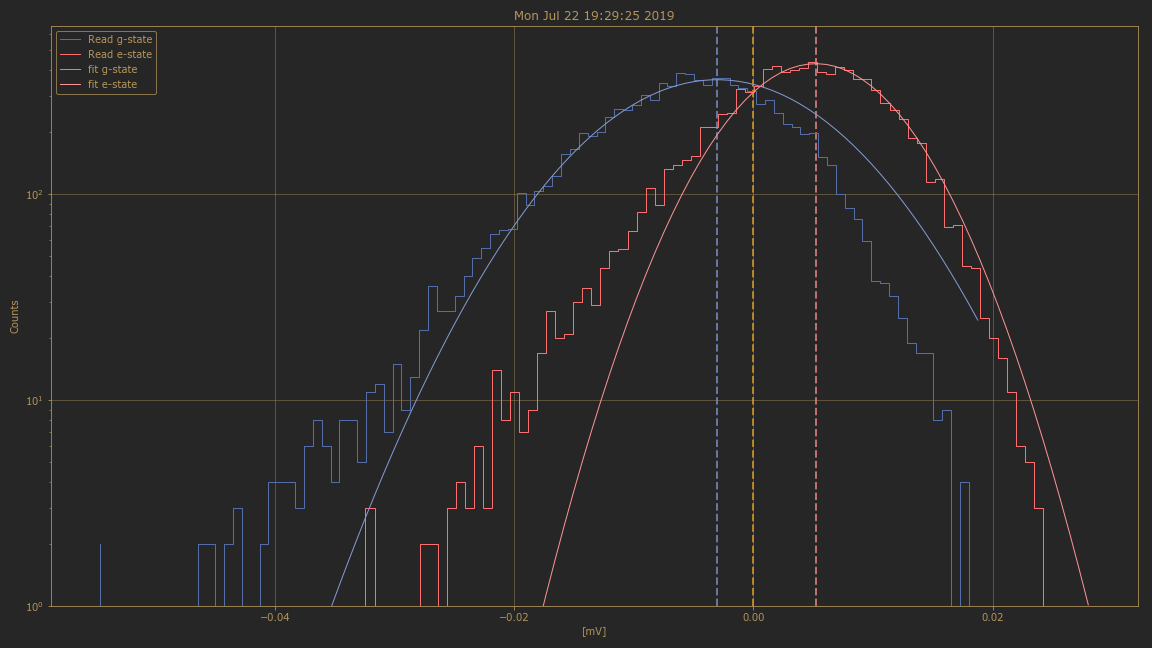 Mon Jul 22 19:29:25 2019
Read g-state
Read e-state
fit g-state
fit e-state
Counts
10²
10¹
10⁰
−0.04
−0.02
0.00
0.02
[mV]